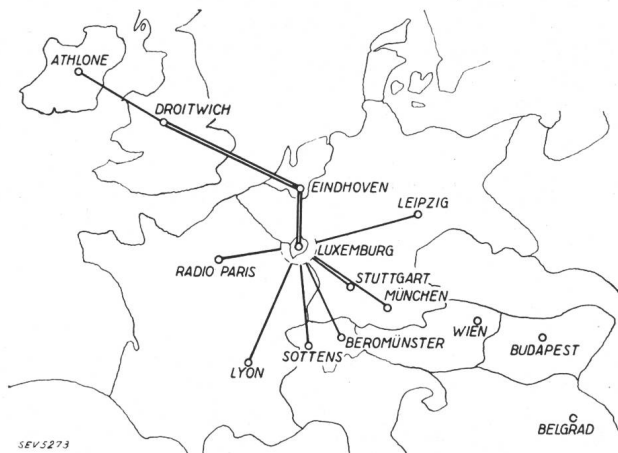 ATHLONE
DROITWICH
EINDHOVEN
LEIPZIG
LUXEMBURG
RADIO PARIS
STUTTGART
MÜNCHEN
WIEN
BEROMÜNSTER
BUDAPEST
SOTTENS
LYON
BELGRAD
SEV5273